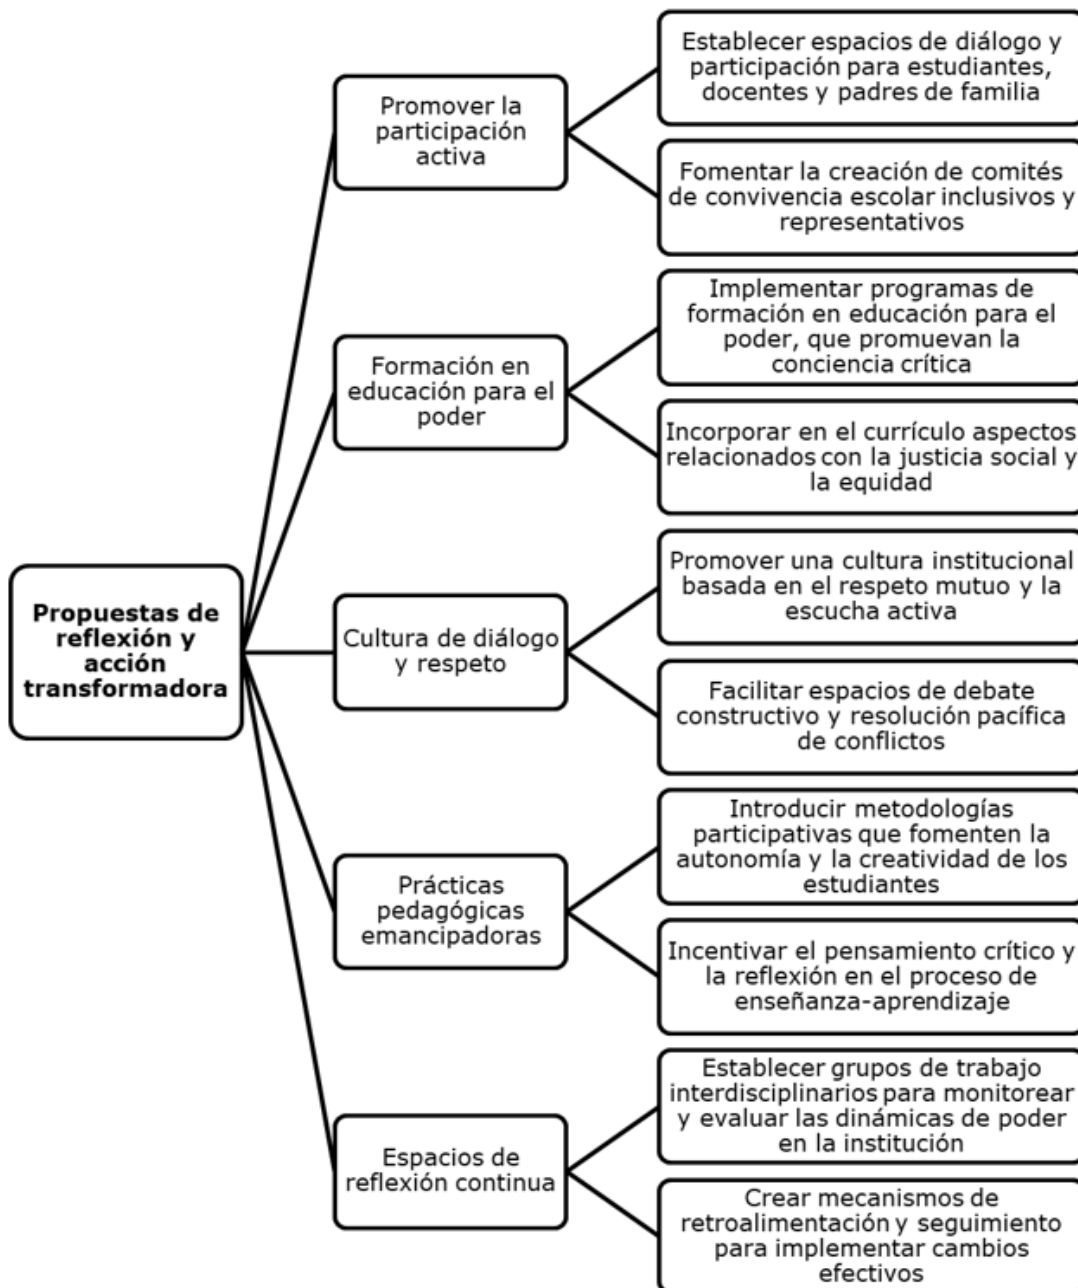 Propuestas de
reflexión y
acción
transformadora
Promover la
participación
activa
Establecer espacios de diálogo y
participación para estudiantes,
docentes y padres de familia
Fomentar la creación de comités
de convivencia escolar inclusivos y
representativos
Formación en
educación para el
poder
Implementar programas de
formación en educación para el
poder, que promuevan la
conciencia crítica
Incorporar en el currículo aspectos
relacionados con la justicia social y
la equidad
Cultura de diálogo
y respeto
Promover una cultura institucional
basada en el respeto mutuo y la
escucha activa
Facilitar espacios de debate
constructivo y resolución pacífica
de conflictos
Prácticas
pedagógicas
emancipadoras
Introducir metodologías
participativas que fomenten la
autonomía y la creatividad de los
estudiantes
Incentivar el pensamiento crítico y
la reflexión en el proceso de
enseñanza-aprendizaje
Espacios de
reflexión continua
Establecer grupos de trabajo
interdisciplinarios para monitorear
y evaluar las dinámicas de poder
en la institución
Crear mecanismos de
retroalimentación y seguimiento
para implementar cambios
efectivos